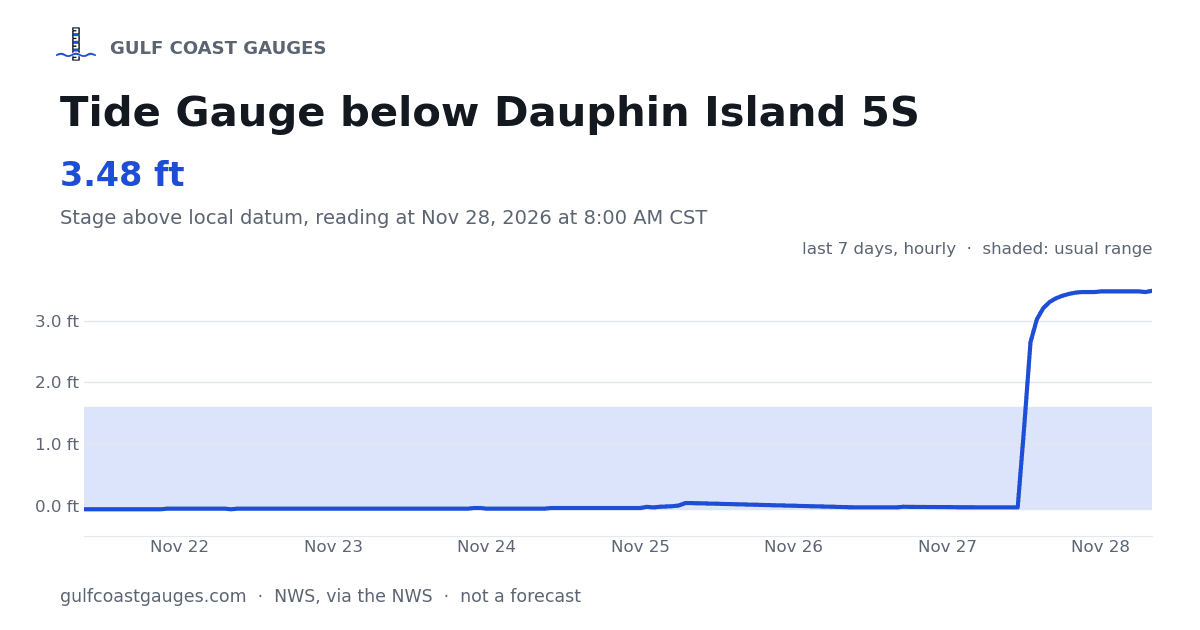 GULF COAST GAUGES
Tide Gauge below Dauphin Island 5S
3.48 ft
Stage above local datum, reading at Nov 28, 2026 at 8:00 AM CST
last 7 days, hourly · shaded: usual range
3.0 ft
2.0 ft
1.0 ft
0.0 ft
Nov 22 Nov 23 Nov 24 Nov 25 Nov 26 Nov 27 Nov 28
gulfcoastgauges.com · NWS, via the NWS · not a forecast